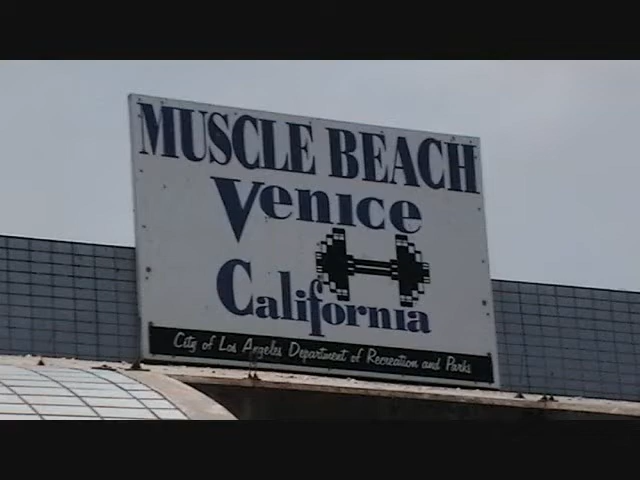 MUSCLE BEACH
Venice
California
City of Los Angeles Department of Recreation and Parks